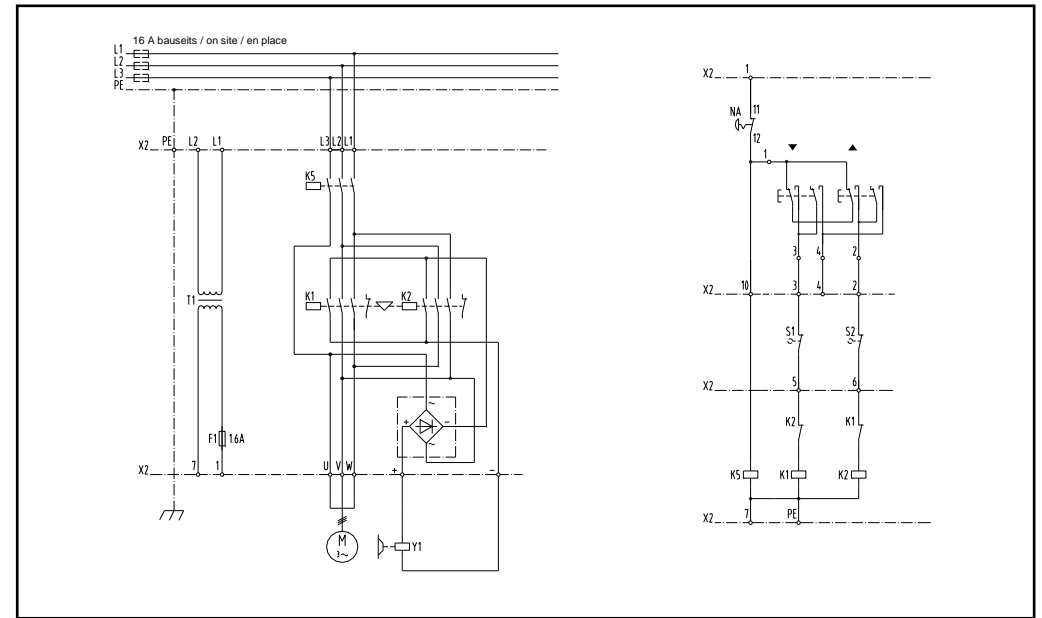 16 A bauseits / on site / en place
L1
L2
L3
PE
X2 PE L2 L1 L3 L2 L1
K5
T1
K1 K2
~
+ -
~
F1 1.6A
X2 7 1 U V W + -
M
3~
Y1
X2 1
NA 11
12
1 ▼ ▲
3 4 2
X2 10 3 4 2
S1 S2
X2 5 6
K2 K1
K5 K1 K2
X2 7 PE